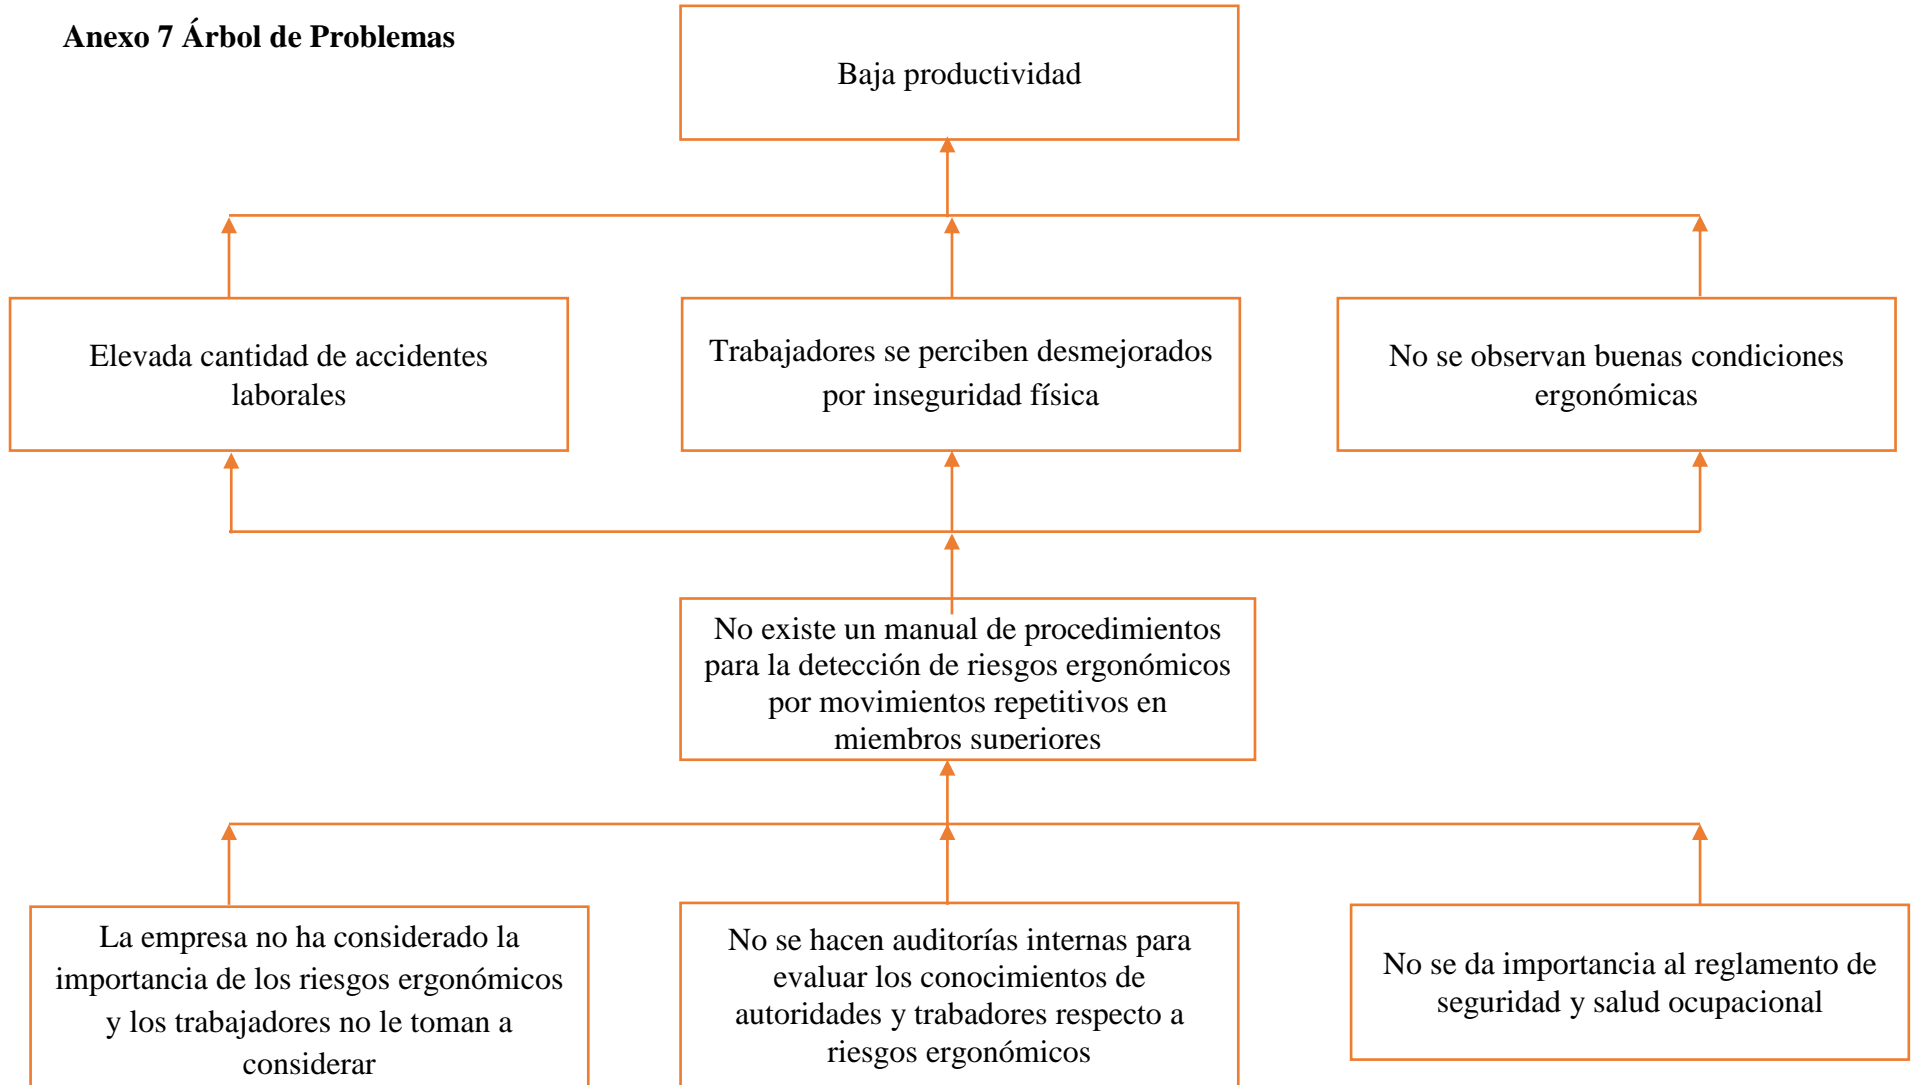 Anexo 7 Árbol de Problemas
Baja productividad
Elevada cantidad de accidentes
laborales
Trabajadores se perciben desmejorados
por inseguridad física
No se observan buenas condiciones
ergonómicas
No existe un manual de procedimientos
para la detección de riesgos ergonómicos
por movimientos repetitivos en
miembros superiores
La empresa no ha considerado la
importancia de los riesgos ergonómicos
y los trabajadores no le toman a
considerar
No se hacen auditorías internas para
evaluar los conocimientos de
autoridades y trabadores respecto a
riesgos ergonómicos
No se da importancia al reglamento de
seguridad y salud ocupacional